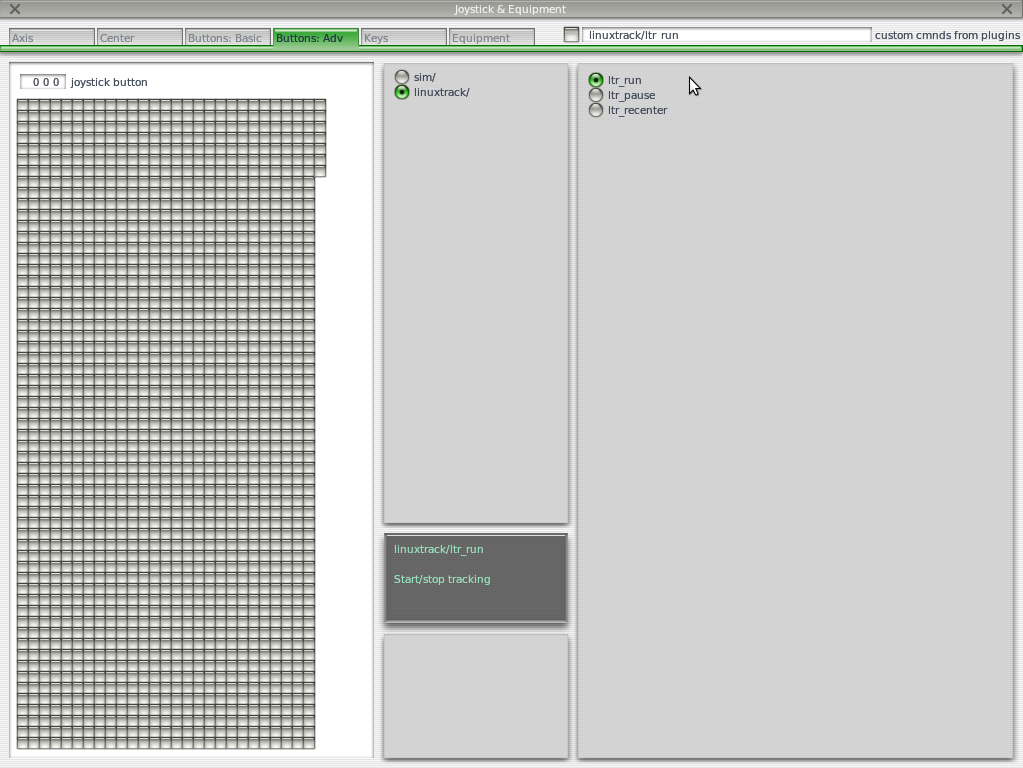 Joystick & Equipment
Axis
Center
Buttons: Basic
Buttons: Adv
Keys
Equipment
linuxtrack/ltr run
custom cmnds from plugins
0 0 0
joystick button
sim/
linuxtrack/
ltr_run
ltr_pause
ltr_recenter
linuxtrack/ltr_run
Start/stop tracking